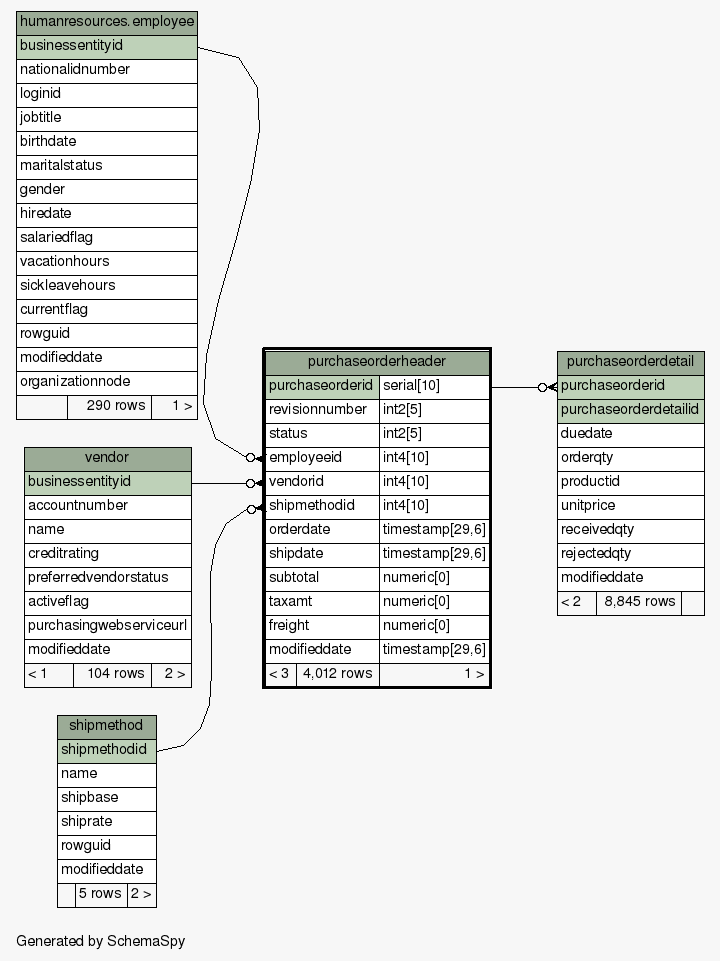 humanresources.employee
businessentityid
nationalidnumber
loginid
jobtitle
birthdate
maritalstatus
gender
hiredate
salariedflag
vacationhours
sickleavehours
currentflag
rowguid
modifieddate
organizationnode
290 rows 1 >
vendor
businessentityid
accountnumber
name
creditrating
preferredvendorstatus
activeflag
purchasingwebserviceurl
modifieddate
< 1 104 rows 2 >
shipmethod
shipmethodid
name
shipbase
shiprate
rowguid
modifieddate
5 rows 2 >
purchaseorderheader
purchaseorderid serial[10]
revisionnumber int2[5]
status int2[5]
employeeid int4[10]
vendorid int4[10]
shipmethodid int4[10]
orderdate timestamp[29,6]
shipdate timestamp[29,6]
subtotal numeric[0]
taxamt numeric[0]
freight numeric[0]
modifieddate timestamp[29,6]
< 3 4,012 rows 1 >
purchaseorderdetail
purchaseorderid
purchaseorderdetailid
duedate
orderqty
productid
unitprice
receivedqty
rejectedqty
modifieddate
< 2 8,845 rows
Generated by SchemaSpy